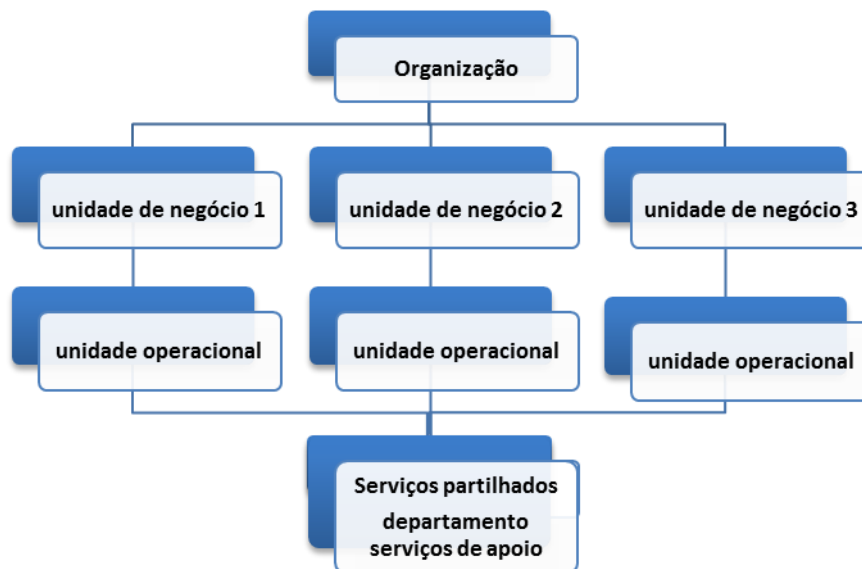 Organização
unidade de negócio 1
unidade de negócio 2
unidade de negócio 3
unidade operacional
unidade operacional
unidade operacional
Serviços partilhados
departamento
serviços de apoio